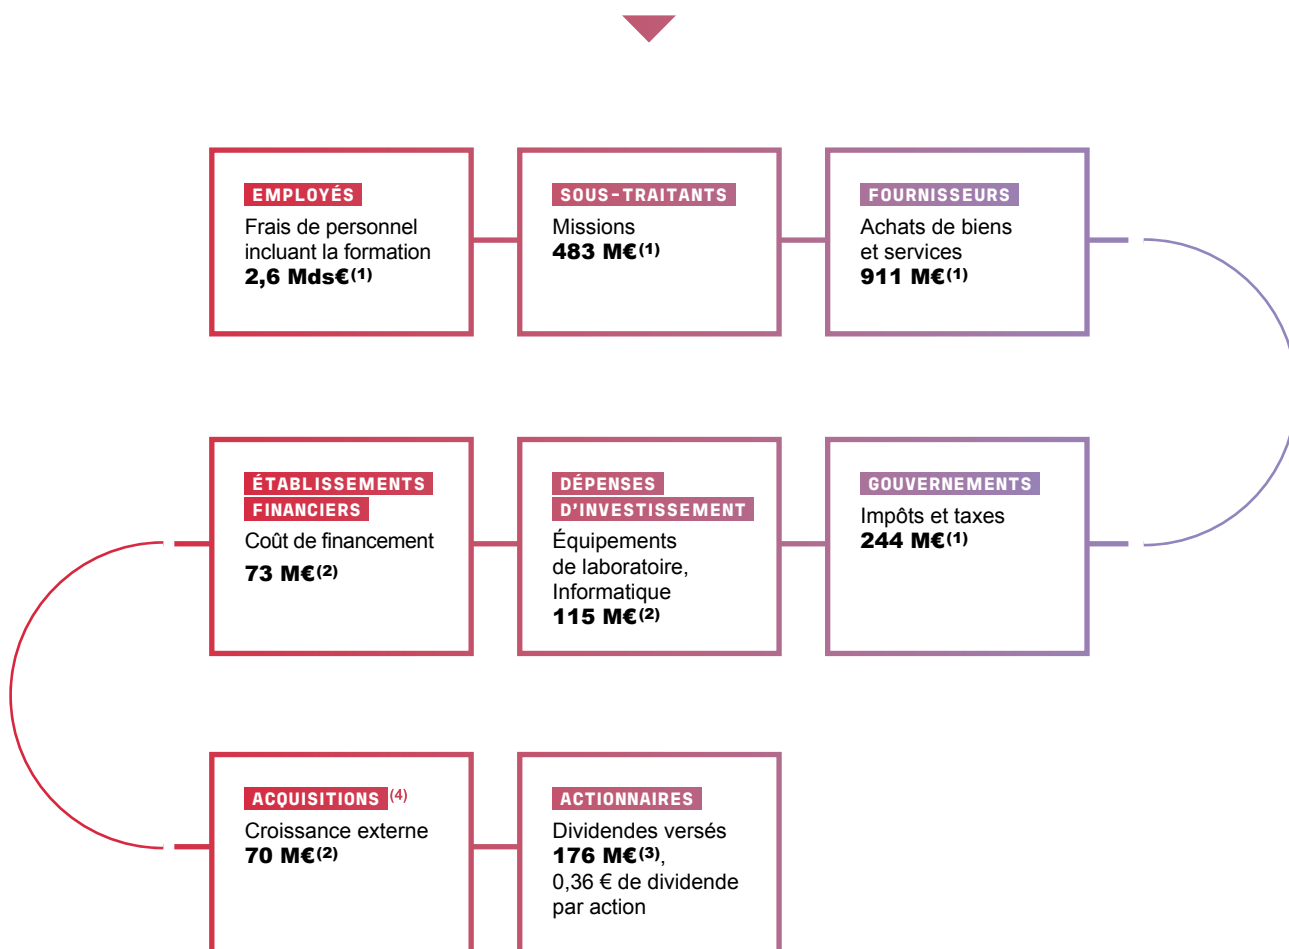 EMPLOYÉS
Frais de personnel
incluant la formation
2,6 Mds€(1)
SOUS-TRAITANTS
Missions
483 M€(1)
FOURNISSEURS
Achats de biens
et services
911 M€(1)
GOUVERNEMENTS
Impôts et taxes
244 M€(1)
DÉPENSES
D'INVESTISSEMENT
Équipements
de laboratoire,
Informatique
115 M€(2)
ÉTABLISSEMENTS
FINANCIERS
Coût de financement
73 M€(2)
ACQUISITIONS (4)
Croissance externe
70 M€(2)
ACTIONNAIRES
Dividendes versés
176 M€(3),
0,36 € de dividende
par action